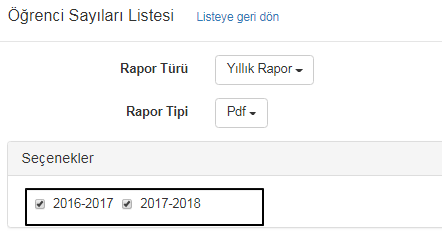 Öğrenci Sayıları Listesi Listeye geri dön
Rapor Türü Yıllık Rapor
Rapor Tipi Pdf
Seçenekler
2016-2017 2017-2018